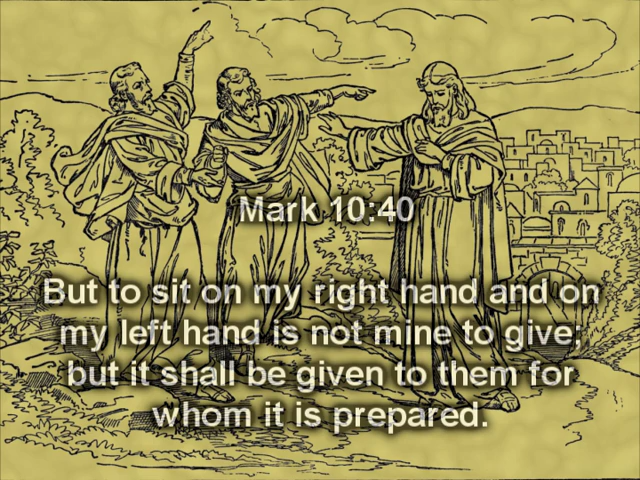 Mark 10:40
But to sit on my right hand and on
my left hand is not mine to give;
but it shall be given to them for
whom it is prepared.